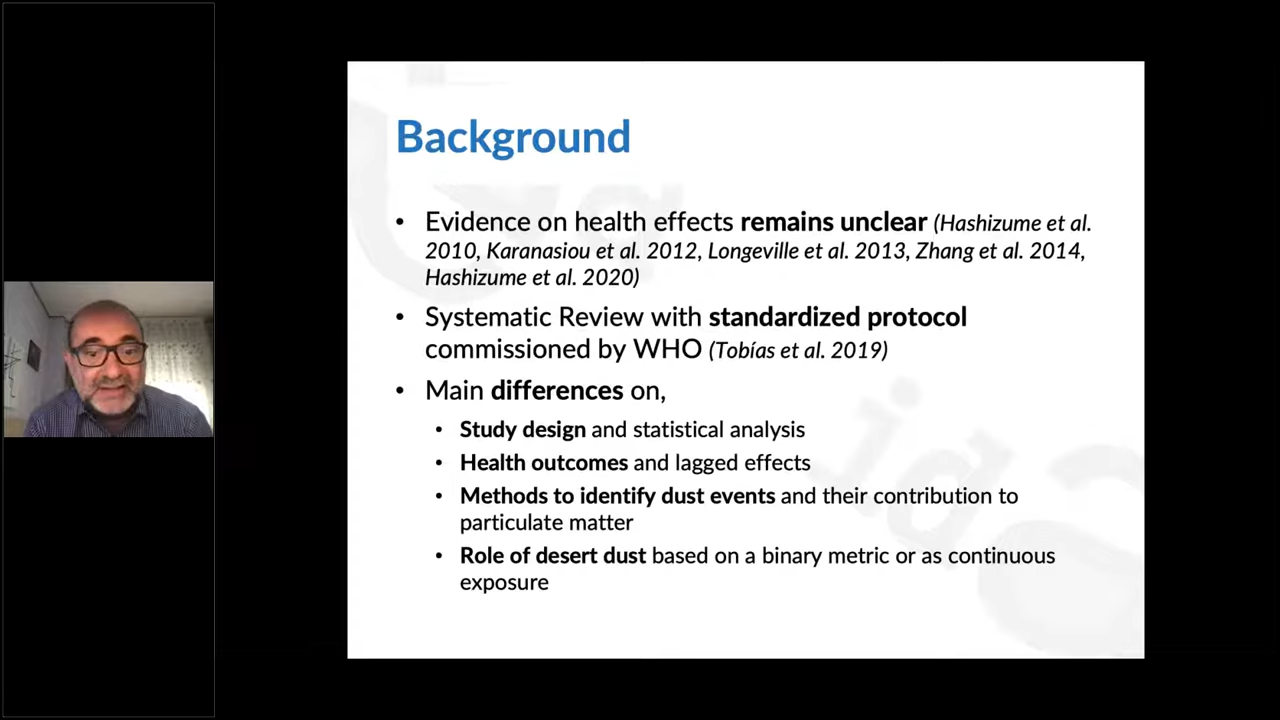 Background
• Evidence on health effects remains unclear (Hashizume et al.
2010, Karanasiou et al. 2012, Longeville et al. 2013, Zhang et al. 2014,
Hashizume et al. 2020)
• Systematic Review with standardized protocol
commissioned by WHO (Tobías et al. 2019)
• Main differences on,
• Study design and statistical analysis
• Health outcomes and lagged effects
• Methods to identify dust events and their contribution to
particulate matter
• Role of desert dust based on a binary metric or as continuous
exposure